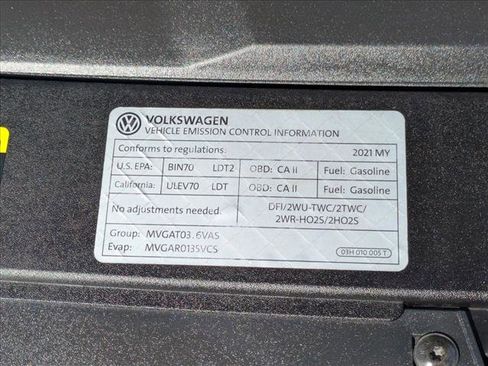 VOLKSWAGEN
VEHICLE EMISSION CONTROL INFORMATION
Conforms to regulations: 2021 MY
U.S. EPA: BIN70 LDT2 OBD: CA II Fuel: Gasoline
California: ULEV70 LDT OBD: CA II Fuel: Gasoline
No adjustments needed. DFI/2WU-TWC/2TWC/
2WR-HO2S/2HO2S
Group: MVGAT03.6VAS
Evap: MVGAR0135VCS
03H 010 005 T